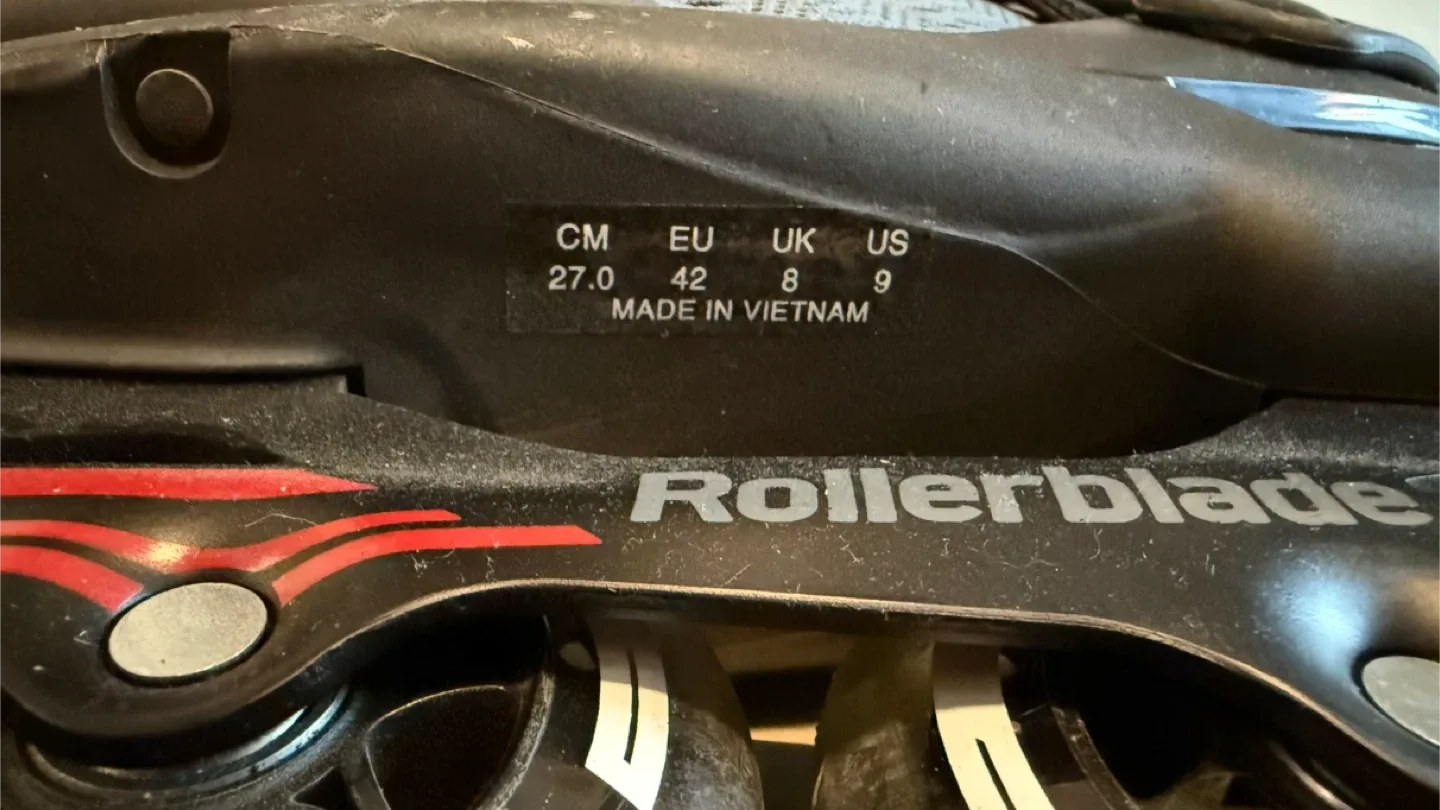 CM EU UK US
27.0 42 8 9
MADE IN VIETNAM
Rollerblade